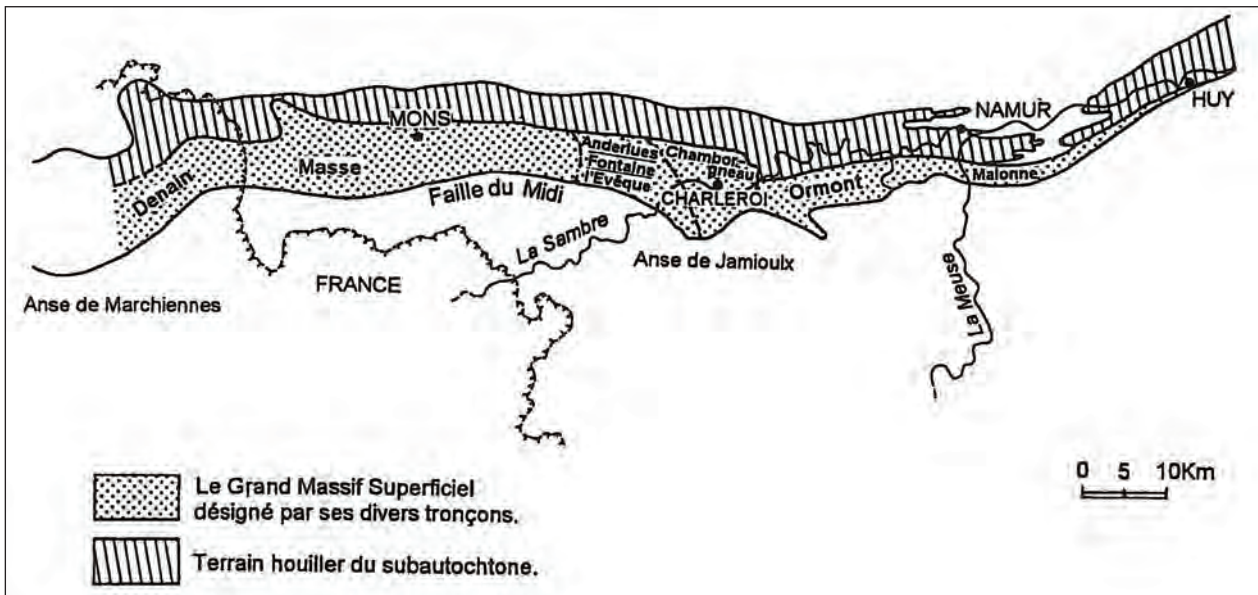 MONS
NAMUR
HUY
Anderlues
Fontaine
l'Evêque
Chambor-
gneau
CHARLEROI
Ormont
Malonne
Denain
Masse
Faille du Midi
La Sambre
Anse de Jamioulx
La Meuse
FRANCE
Anse de Marchiennes
0 5 10Km
Le Grand Massif Superficiel
désigné par ses divers tronçons.
Terrain houiller du subautochtone.